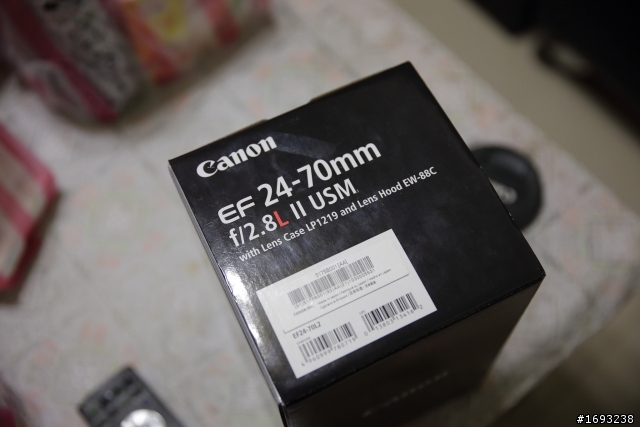 Canon
EF 24-70mm
f/2.8L II USM
with Lens Case LP1219 and Lens Hood EW-88C
EF24-70L2
#1693238